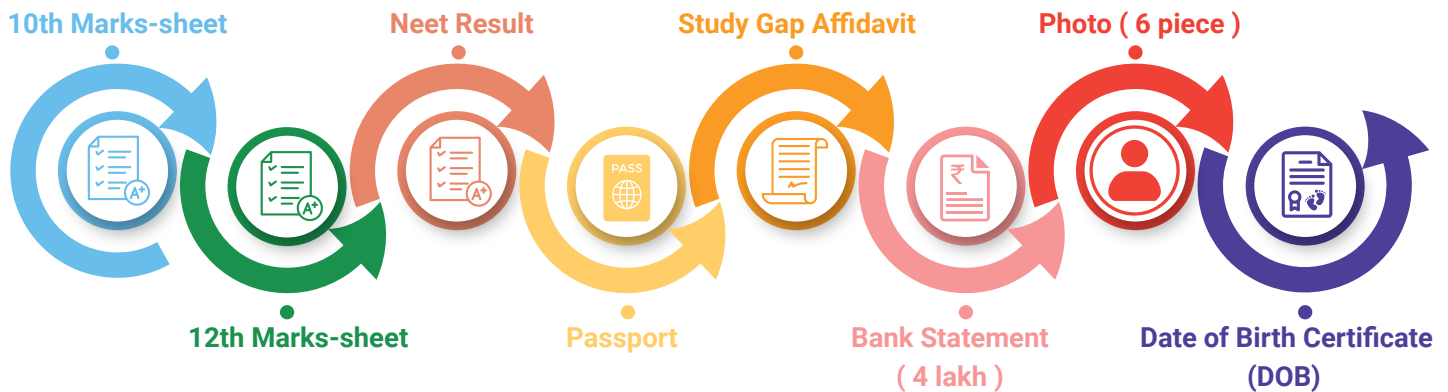 10th Marks-sheet
12th Marks-sheet
Neet Result
Passport
PASS
Study Gap Affidavit
Bank Statement
( 4 lakh )
₹
Photo ( 6 piece )
Date of Birth Certificate
(DOB)
A+
A+
A+